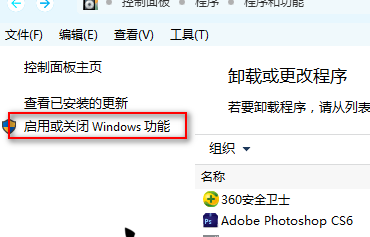 控制面板 程序 程序和功能
文件(F) 编辑(E) 查看(V) 工具(T)
控制面板主页
查看已安装的更新
启用或关闭 Windows 功能
卸载或更改程序
若要卸载程序，请从列表
组织
名称
360安全卫士
Adobe Photoshop CS6